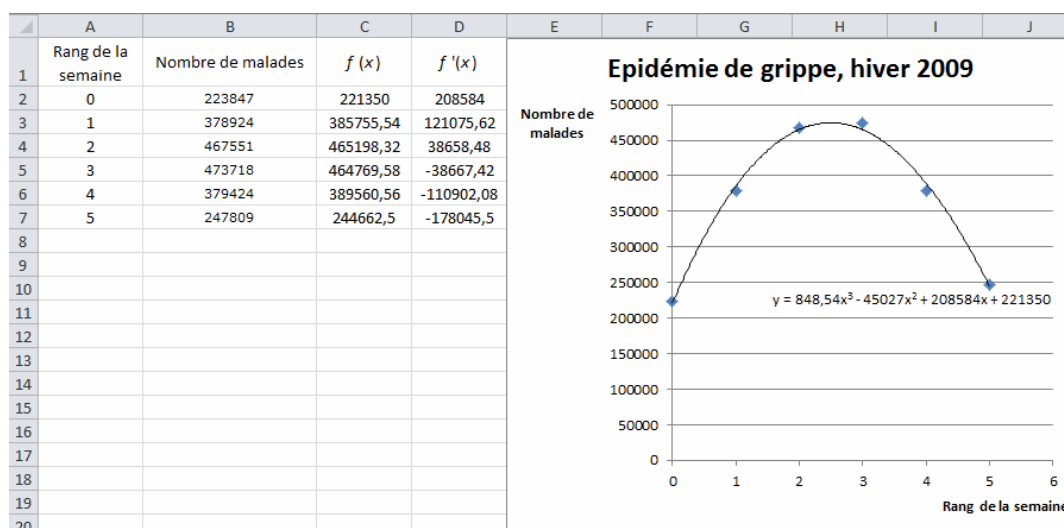 A B C D E F G H I J
1 Rang de la semaine Nombre de malades f (x) f '(x)
2 0 223847 221350 208584
3 1 378924 385755,54 121075,62
4 2 467551 465198,32 38658,48
5 3 473718 464769,58 -38667,42
6 4 379424 389560,56 -110902,08
7 5 247809 244662,5 -178045,5
8
9
10
11
12
13
14
15
16
17
18
19
20
Epidémie de grippe, hiver 2009
Nombre de
malades
500000
450000
400000
350000
300000
250000
200000
150000
100000
50000
0
y = 848,54x³ - 45027x² + 208584x + 221350
0 1 2 3 4 5 6
Rang de la semaine